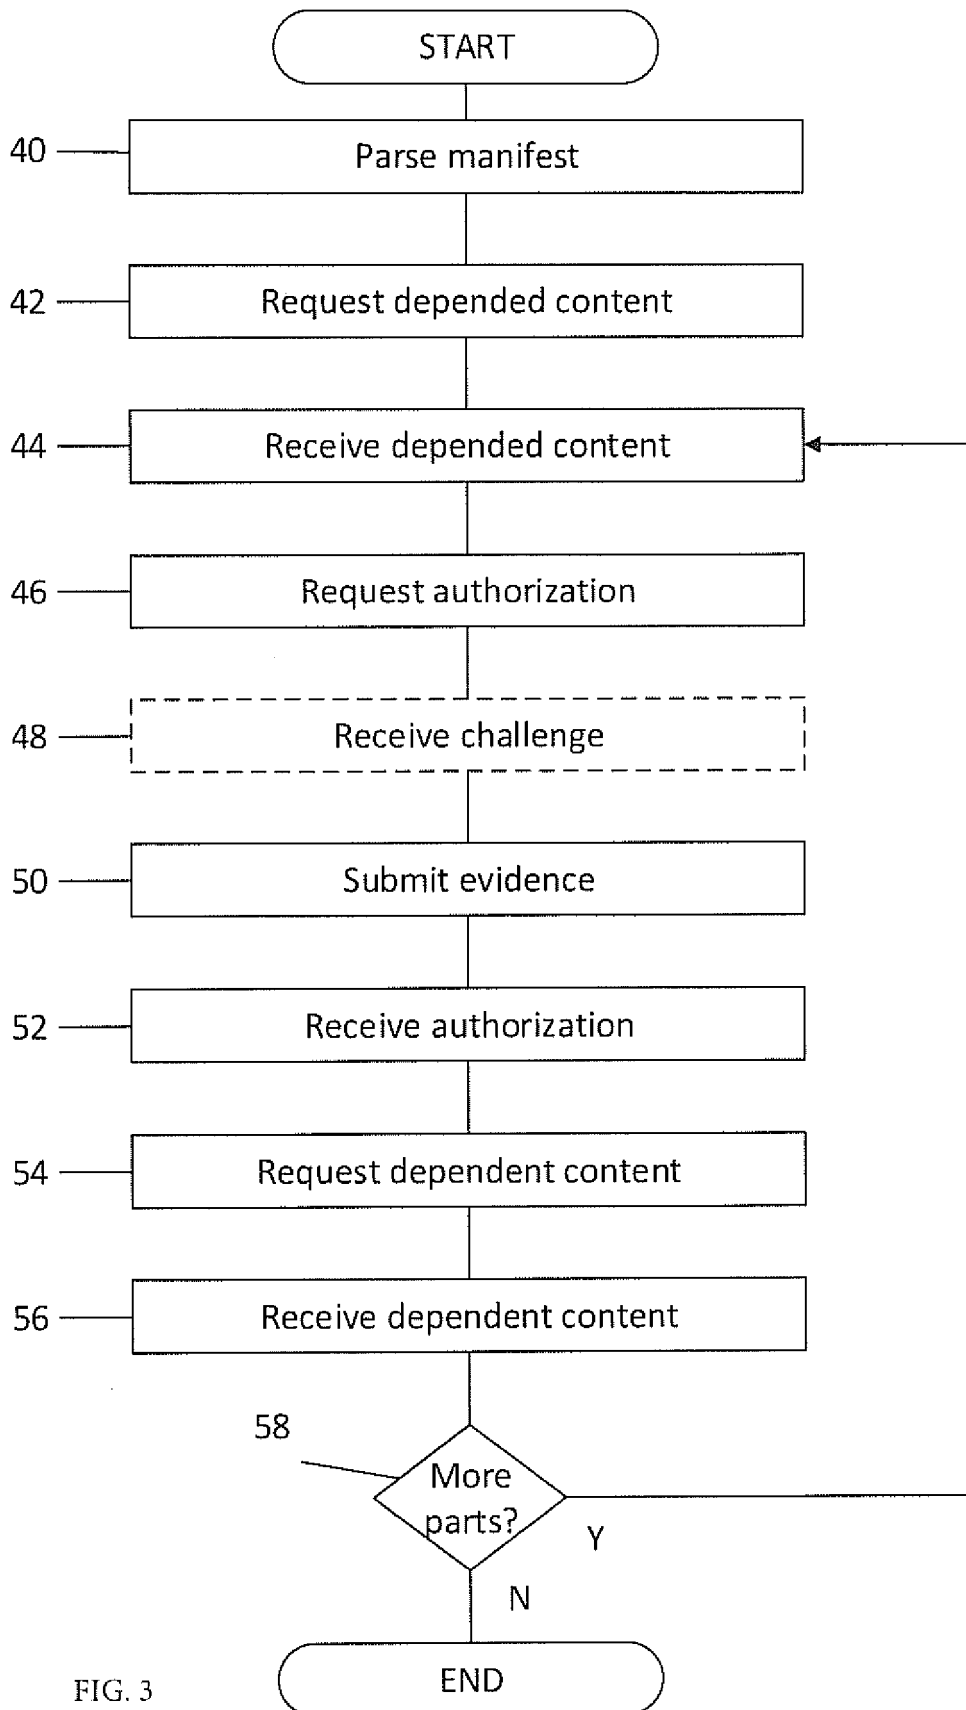 START
40
Parse manifest
42
Request depended content
44
Receive depended content
46
Request authorization
48
Receive challenge
50
Submit evidence
52
Receive authorization
54
Request dependent content
56
Receive dependent content
58
More
parts?
Y
N
END
FIG. 3